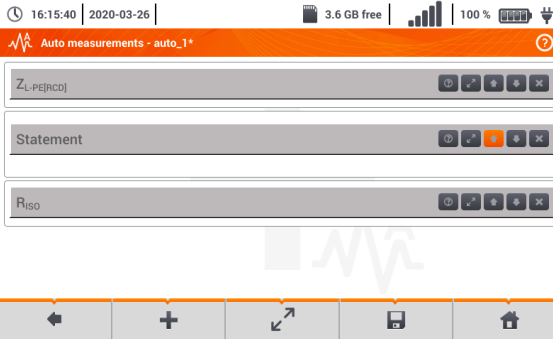 16:15:40 2020-03-26 3.6 GB free 100 %
Auto measurements - auto_1*
ZL-PE[RCD]
Statement
RISO